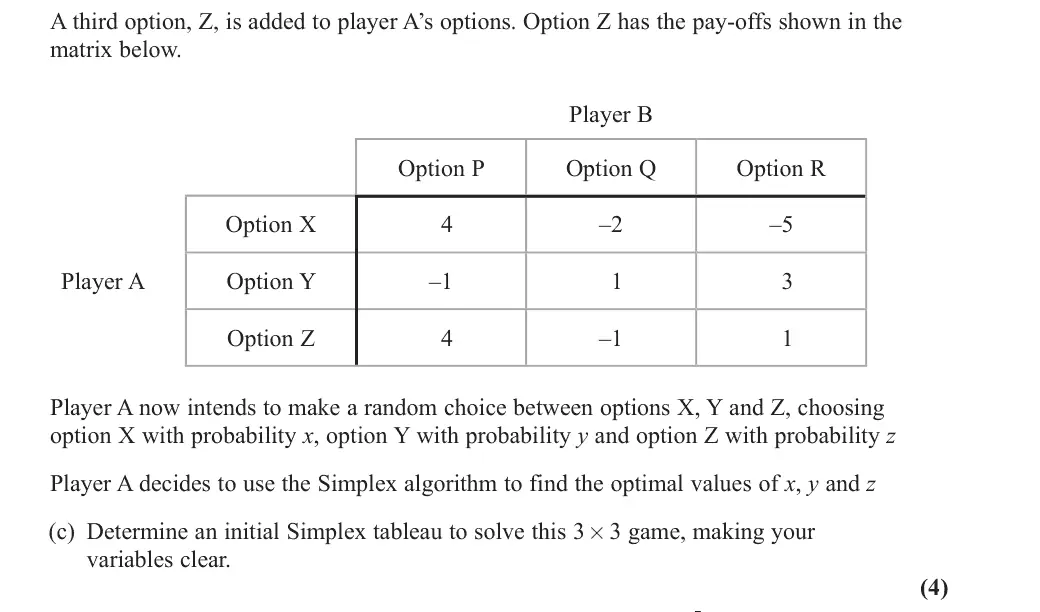 A third option, Z, is added to player A’s options. Option Z has the pay-offs shown in the
matrix below.
Player B
Option P Option Q Option R
Option X 4 –2 –5
Player A Option Y –1 1 3
Option Z 4 –1 1
Player A now intends to make a random choice between options X, Y and Z, choosing
option X with probability x, option Y with probability y and option Z with probability z
Player A decides to use the Simplex algorithm to find the optimal values of x, y and z
(c) Determine an initial Simplex tableau to solve this 3 × 3 game, making your
variables clear.
(4)